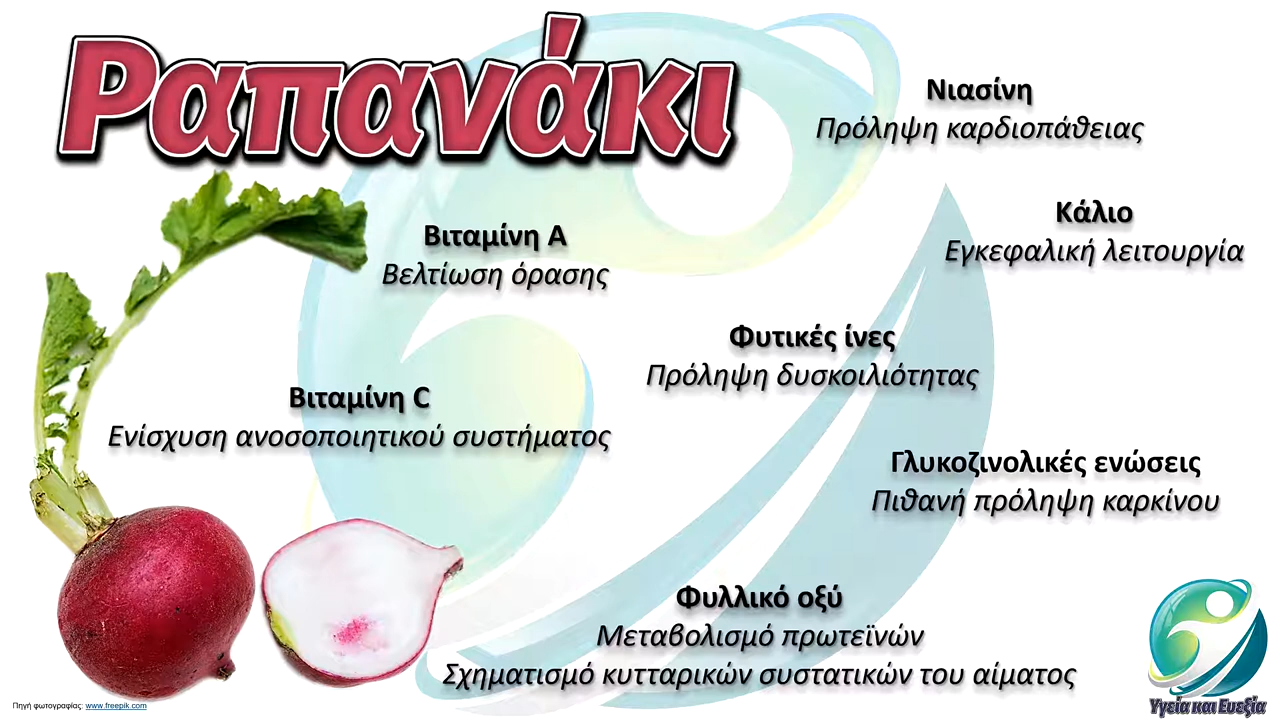 Ραπανάκι
Νιασίνη
Πρόληψη καρδιοπάθειας
Κάλιο
Εγκεφαλική λειτουργία
Βιταμίνη Α
Βελτίωση όρασης
Φυτικές ίνες
Πρόληψη δυσκοιλιότητας
Βιταμίνη C
Ενίσχυση ανοσοποιητικού συστήματος
Γλυκοζινολικές ενώσεις
Πιθανή πρόληψη καρκίνου
Φυλλικό οξύ
Μεταβολισμό πρωτεϊνών
Σχηματισμό κυτταρικών συστατικών του αίματος
Πηγή φωτογραφίας: www.freepik.com
Υγεία και Ευεξία